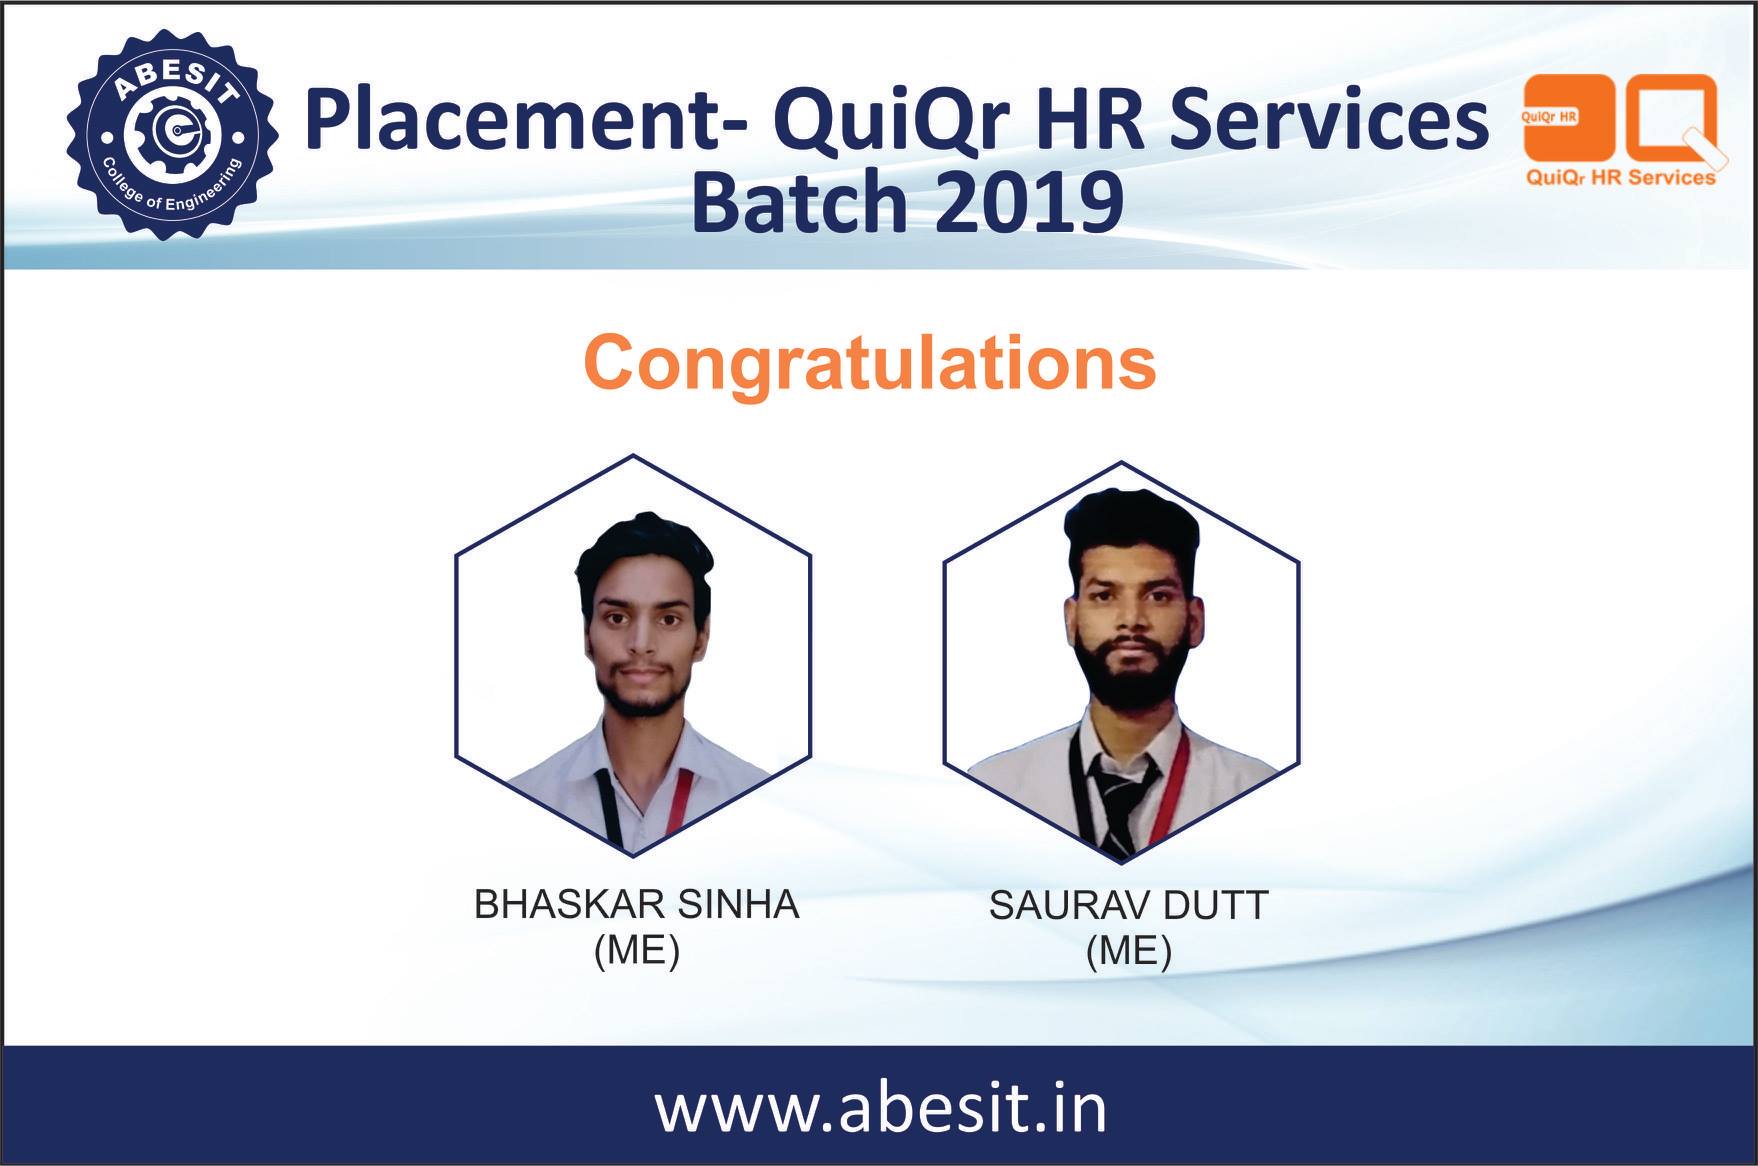 ABESIT
College of Engineering
Placement- QuiQr HR Services
Batch 2019
QuiQr HR
QuiQr HR Services
Congratulations
BHASKAR SINHA
(ME)
SAURAV DUTT
(ME)
www.abesit.in